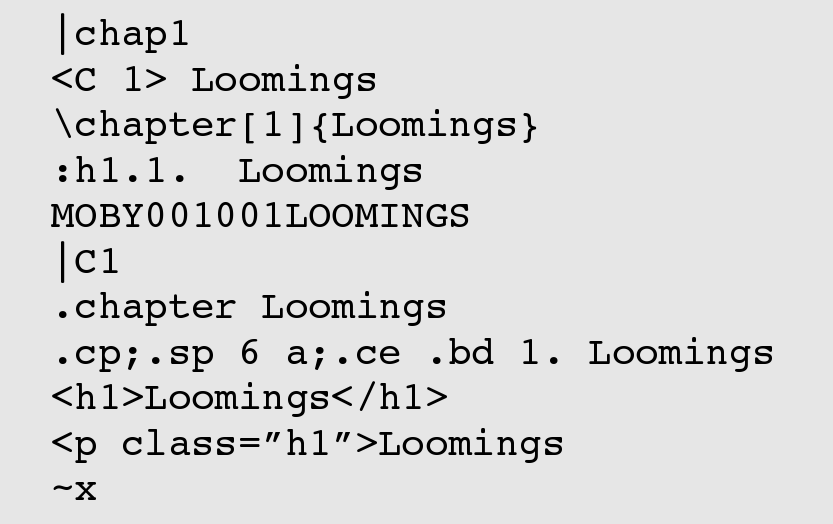 |chap1
<C 1> Loomings
\chapter[1]{Loomings}
:h1.1.  Loomings
MOBY001001LOOMINGS
|C1
.chapter Loomings
.cp;.sp 6 a;.ce .bd 1. Loomings
<h1>Loomings</h1>
<p class=”h1”>Loomings
~x